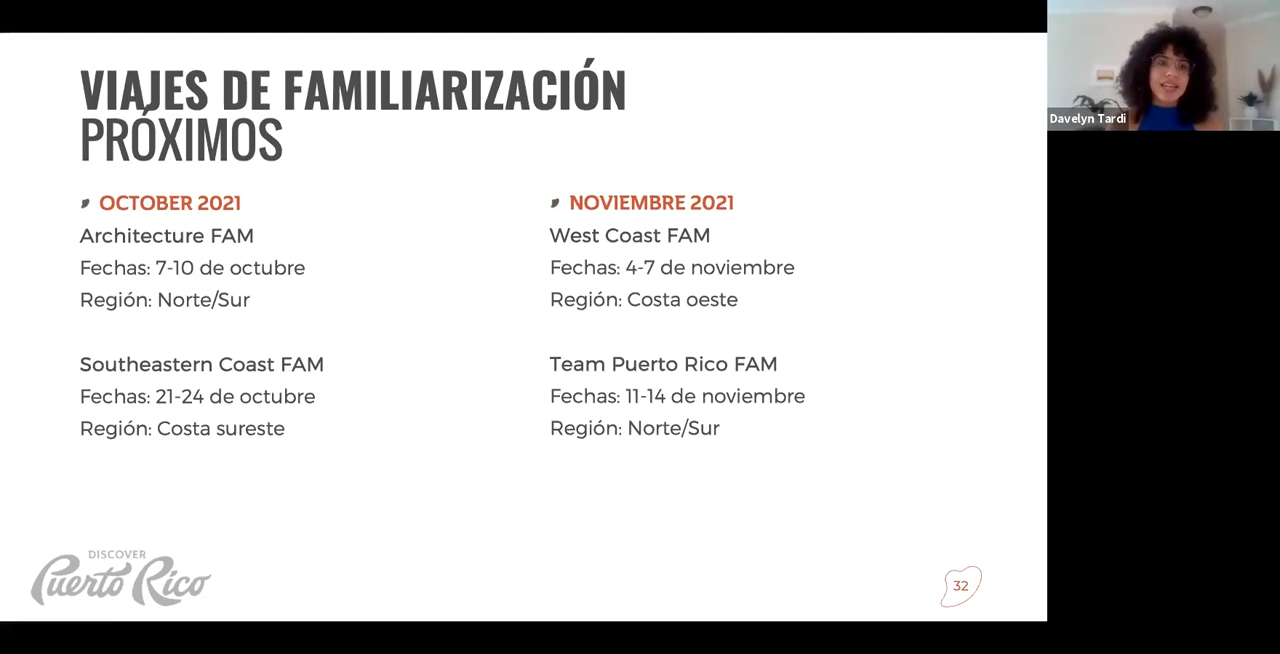 VIAJES DE FAMILIARIZACIÓN
PRÓXIMOS
OCTOBER 2021
Architecture FAM
Fechas: 7-10 de octubre
Región: Norte/Sur
Southeastern Coast FAM
Fechas: 21-24 de octubre
Región: Costa sureste
NOVIEMBRE 2021
West Coast FAM
Fechas: 4-7 de noviembre
Región: Costa oeste
Team Puerto Rico FAM
Fechas: 11-14 de noviembre
Región: Norte/Sur
DISCOVER
Puerto Rico
32
Davelyn Tardi